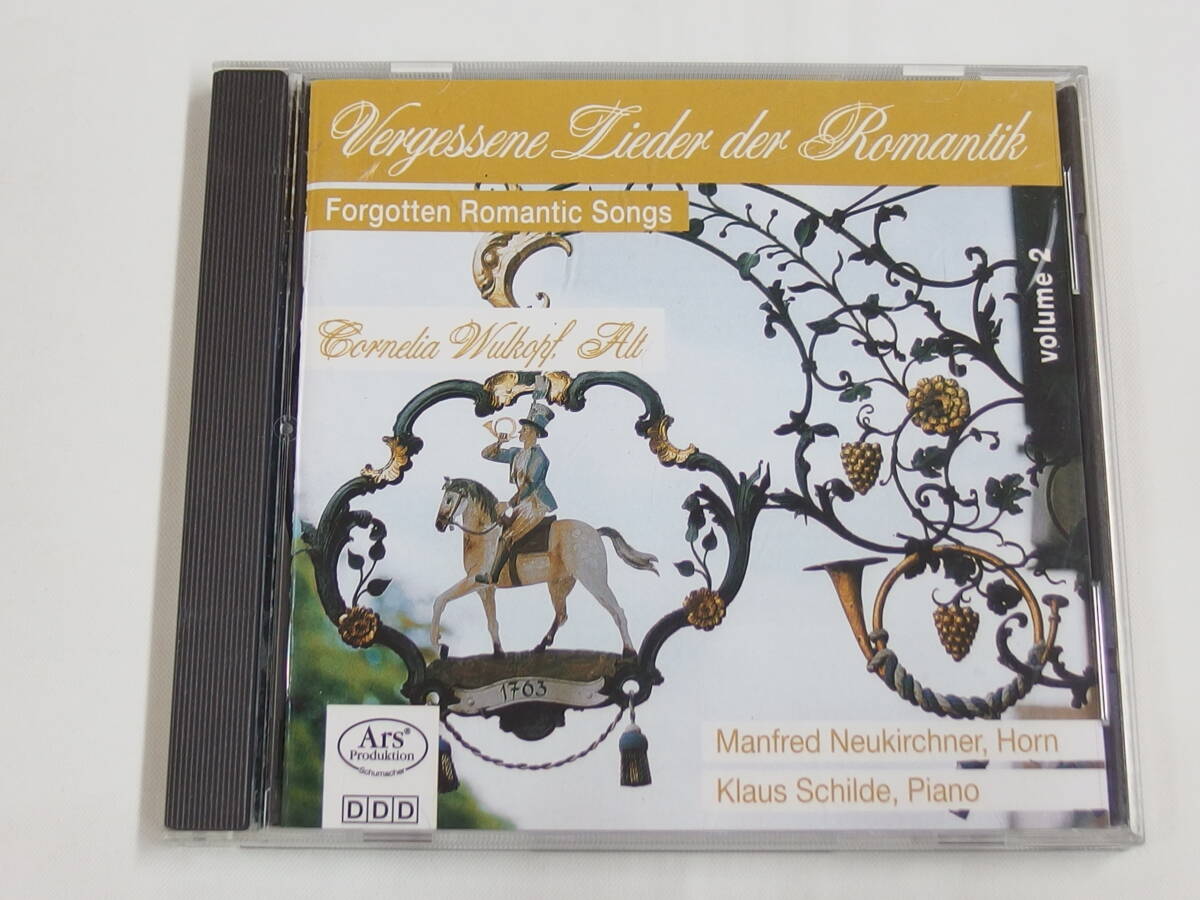 Vergessene Lieder der Romantik
Forgotten Romantic Songs
volume 2
Cornelia Wulkopf, Alt
1763
Ars®
Produktion
Schumacher
DDD
Manfred Neukirchner, Horn
Klaus Schilde, Piano